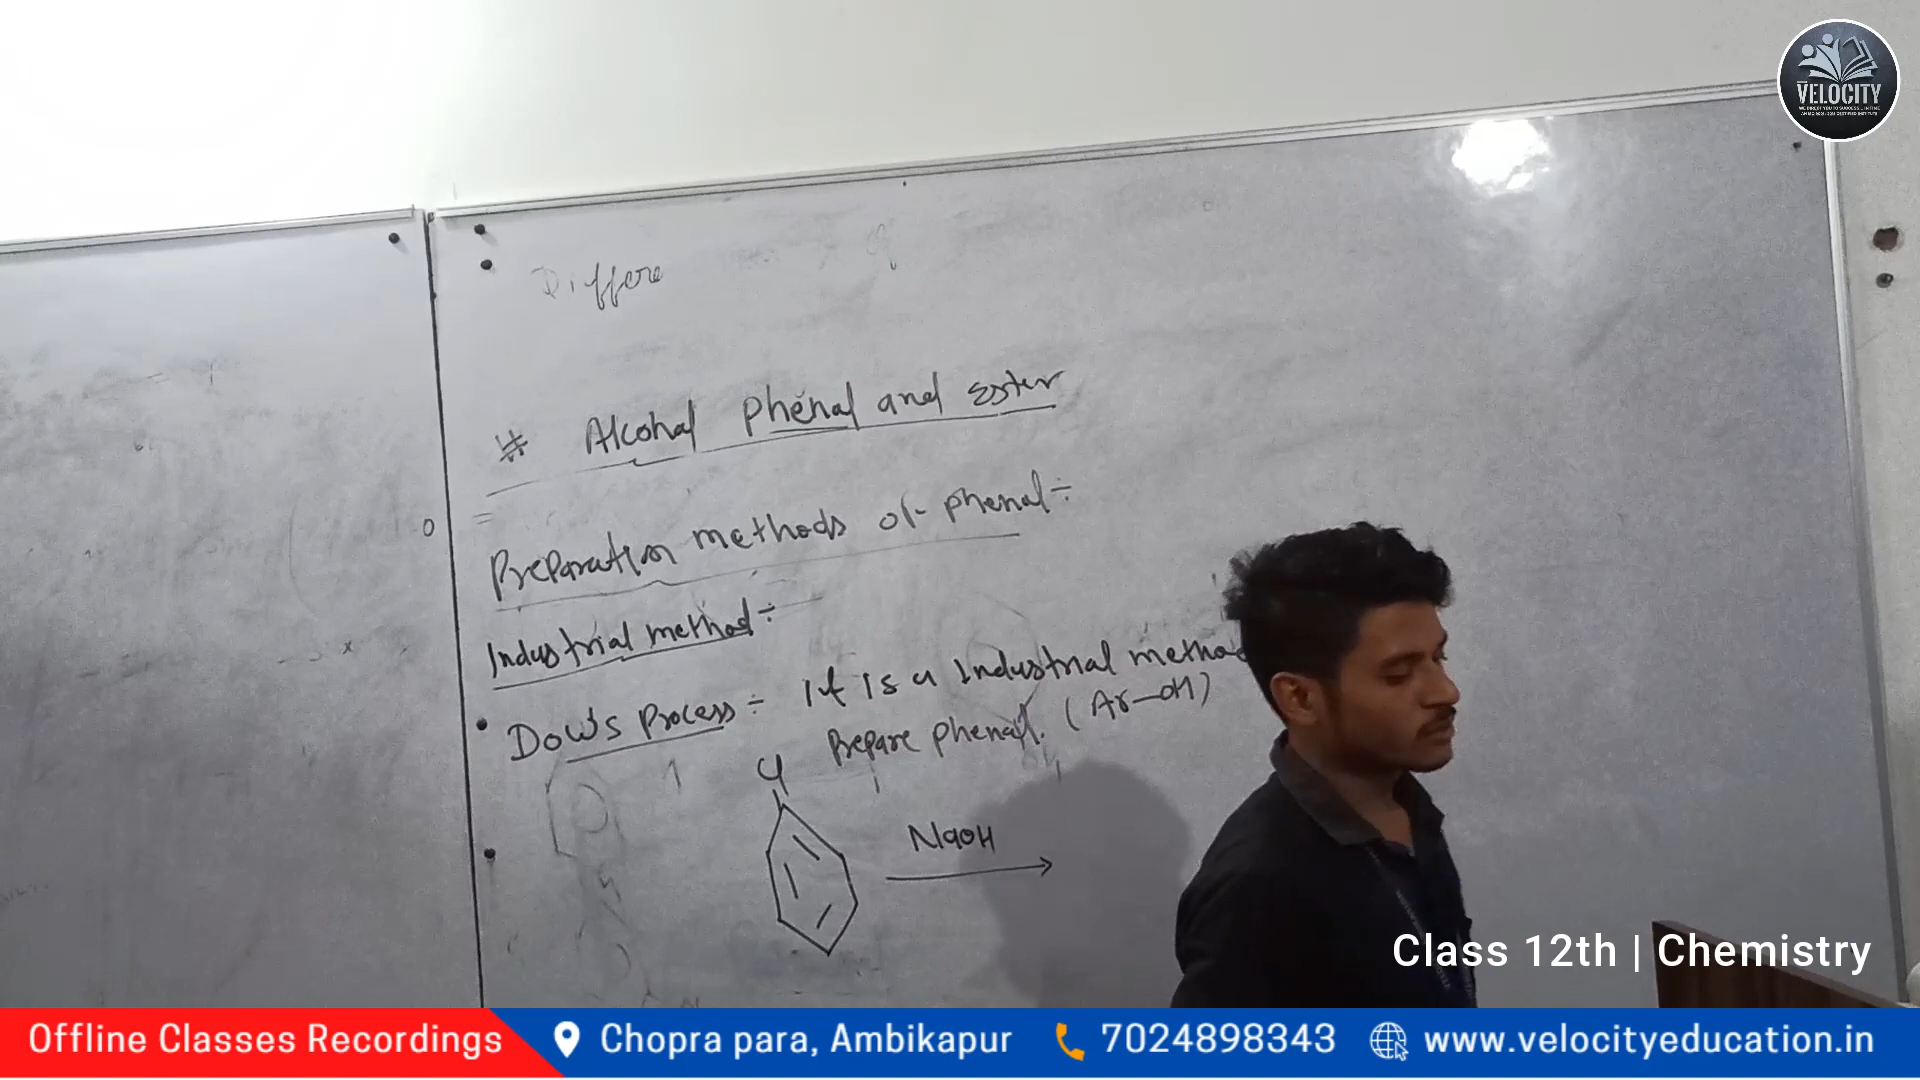 VELOCITY
Differe
# Alcohal phenal and Ester
Preparation methods of phenal÷
Industrial method÷
• Dow's Process÷ It is a Industrial method
Prepare phenal. (Ar-OH)
Cl
NaOH
Class 12th | Chemistry
Offline Classes Recordings
Chopra para, Ambikapur
7024898343
www.velocityeducation.in